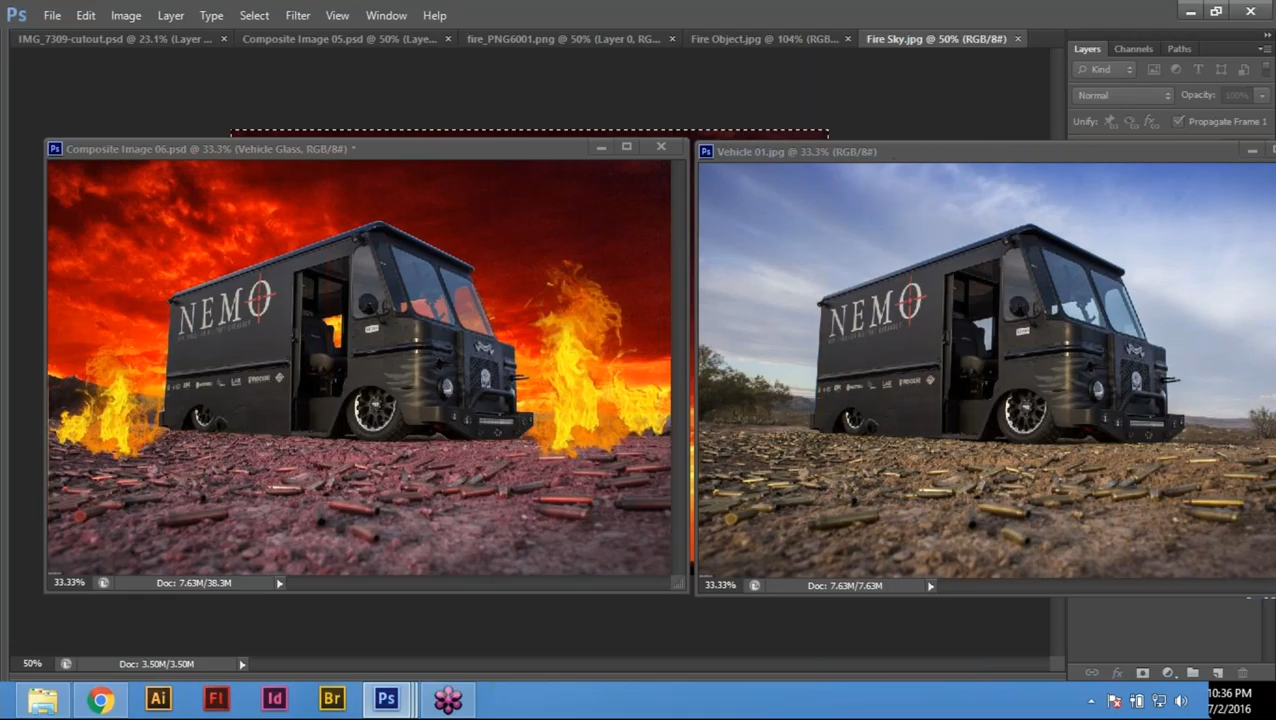 Ps File Edit Image Layer Type Select Filter View Window Help
IMG_7309-cutout.psd @ 23.1% (Layer ... × Composite Image 05.psd @ 50% (Laye... × fire_PNG6001.png @ 50% (Layer 0, RG... × Fire Object.jpg @ 104% (RGB... × Fire Sky.jpg @ 50% (RGB/8#) ×
Layers Channels Paths
Kind
Normal Opacity: 100%
Unify: Propagate Frame 1
Ps Composite Image 06.psd @ 33.3% (Vehicle Glass, RGB/8#) *
Ps Vehicle 01.jpg @ 33.3% (RGB/8#)
NEMO
NEMO
33.33% Doc: 7.63M/38.3M
33.33% Doc: 7.63M/7.63M
50% Doc: 3.50M/3.50M
fx
Ai Fl Id Br Ps
10:36 PM
7/2/2016